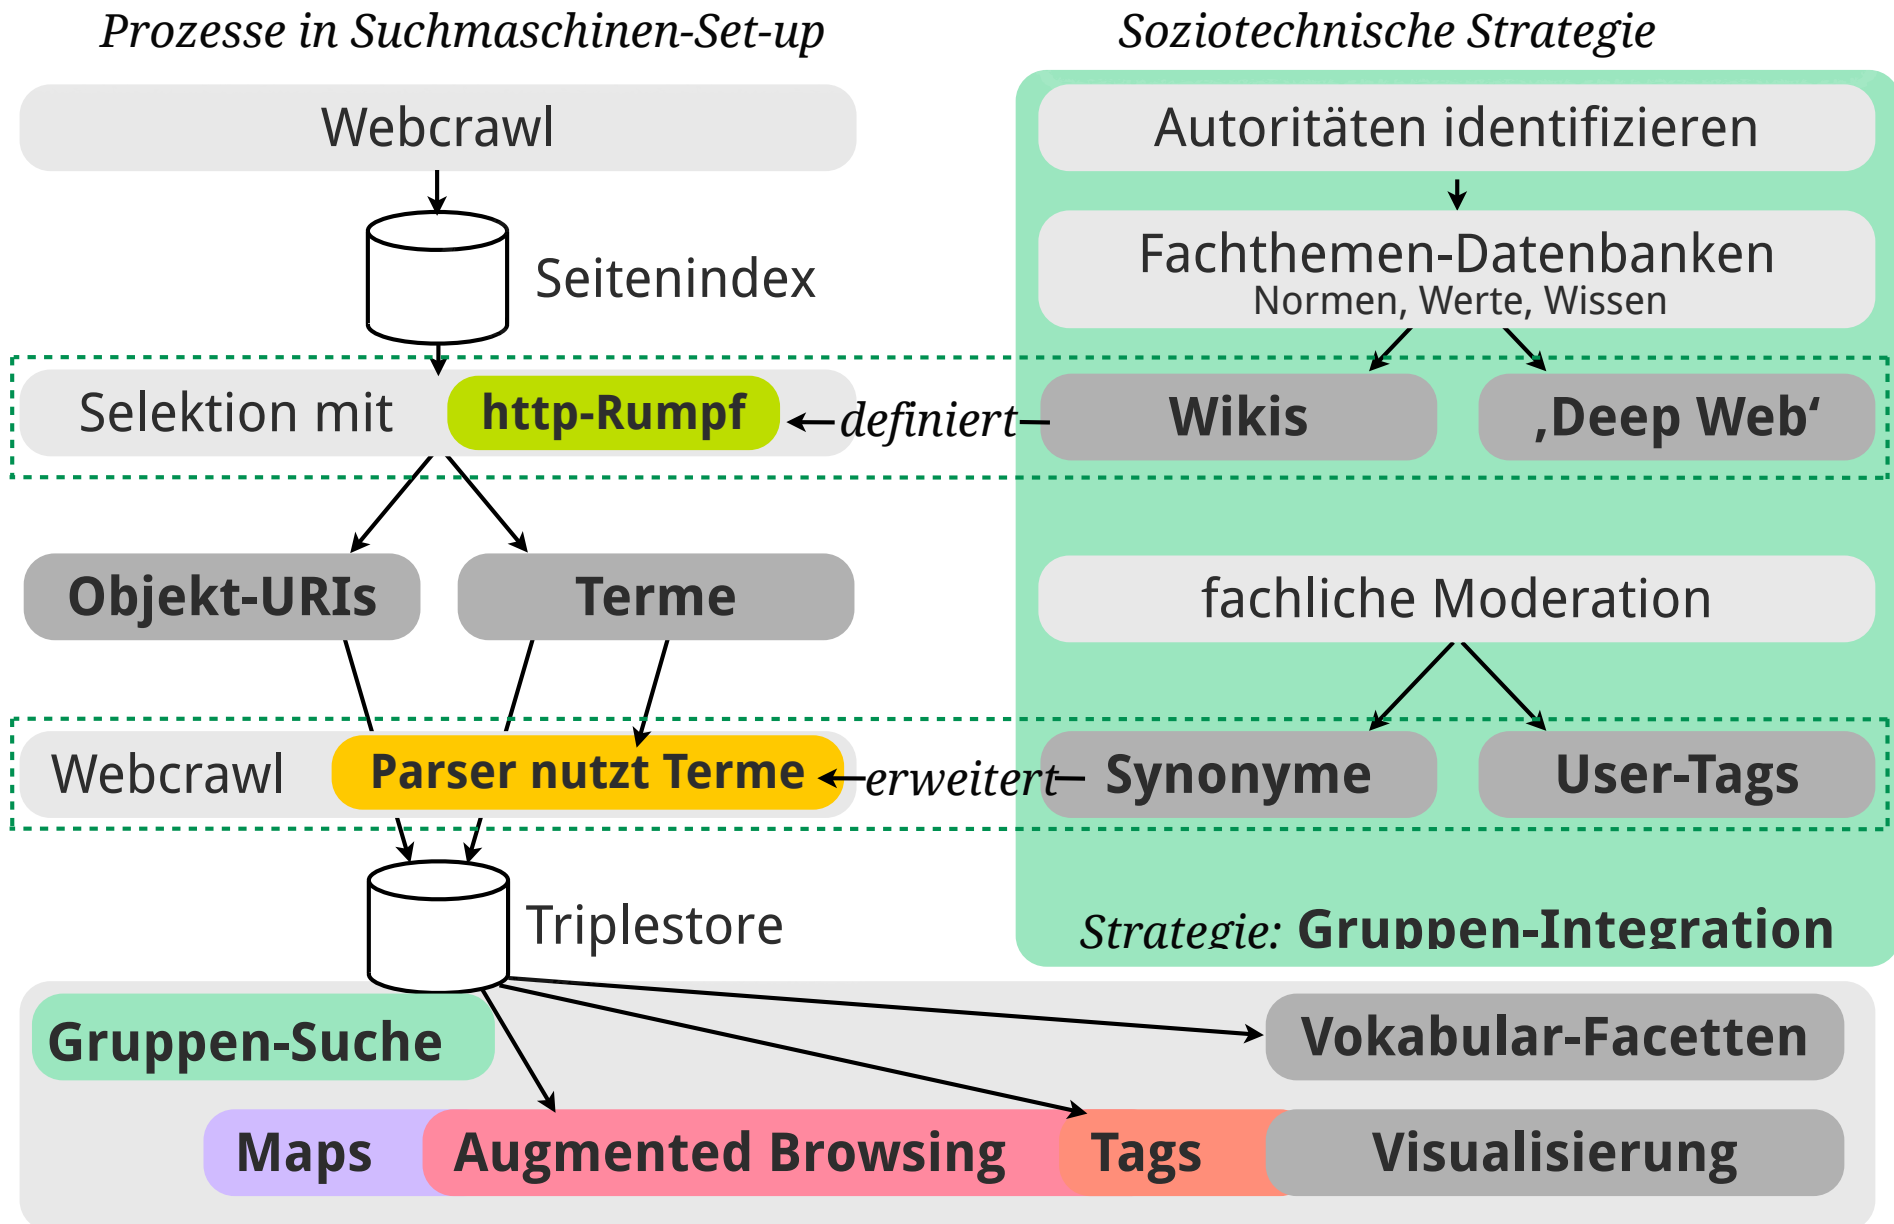 Prozesse in Suchmaschinen-Set-up
Soziotechnische Strategie
Webcrawl
Autoritäten identifizieren
Seitenindex
Fachthemen-Datenbanken
Normen, Werte, Wissen
Selektion mit
http-Rumpf
definiert
Wikis
‚Deep Web‘
Objekt-URIs
Terme
fachliche Moderation
Webcrawl
Parser nutzt Terme
erweitert
Synonyme
User-Tags
Triplestore
Strategie: Gruppen-Integration
Gruppen-Suche
Vokabular-Facetten
Maps
Augmented Browsing
Tags
Visualisierung